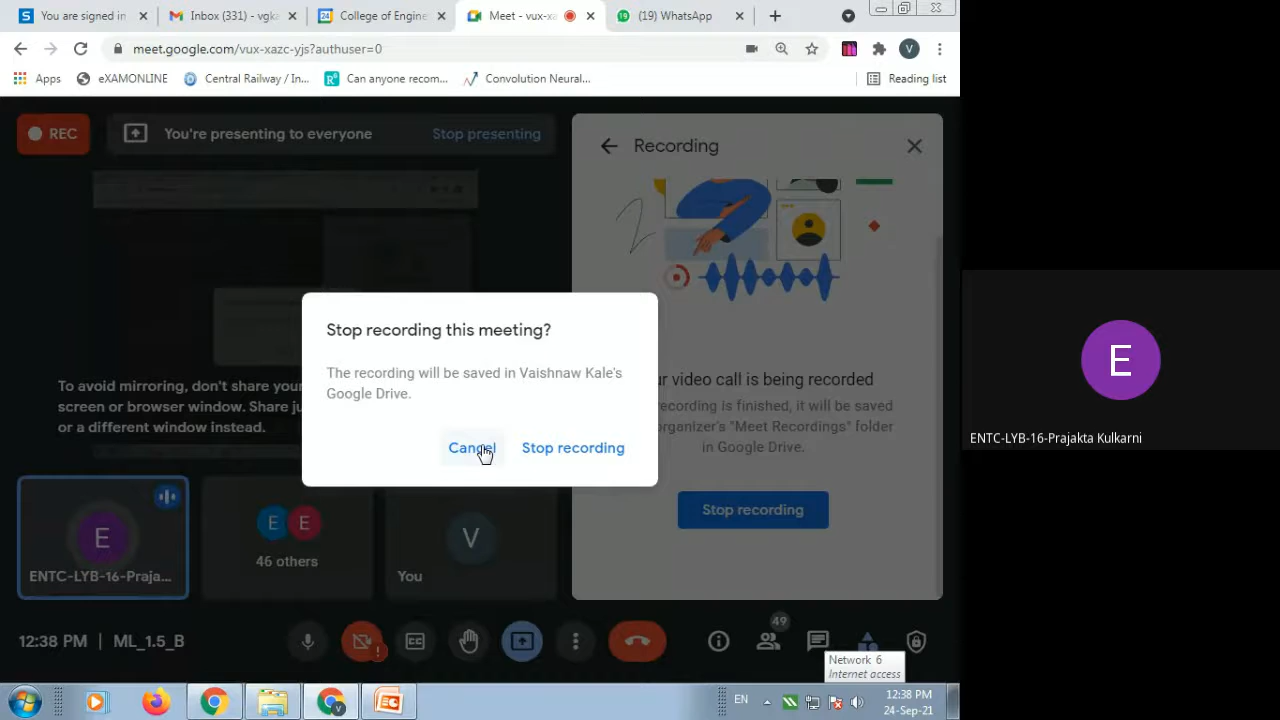 You are signed in
Inbox (331) - vgka
College of Engine
Meet - vux-xa
(19) WhatsApp
meet.google.com/vux-xazc-yjs?authuser=0
V
Apps
eXAMONLINE
Central Railway / In...
Can anyone recom...
Convolution Neural...
Reading list
REC
You're presenting to everyone
Stop presenting
Recording
To avoid mirroring, don't share your
screen or browser window. Share ju
or a different window instead.
Stop recording this meeting?
The recording will be saved in Vaishnaw Kale's
Google Drive.
Cancel
Stop recording
ur video call is being recorded
recording is finished, it will be saved
organizer's "Meet Recordings" folder
in Google Drive.
Stop recording
E
ENTC-LYB-16-Praja...
E E
46 others
V
You
E
ENTC-LYB-16-Prajakta Kulkarni
12:38 PM | ML_1.5_B
CC
49
Network 6
Internet access
EN
12:38 PM
24-Sep-21